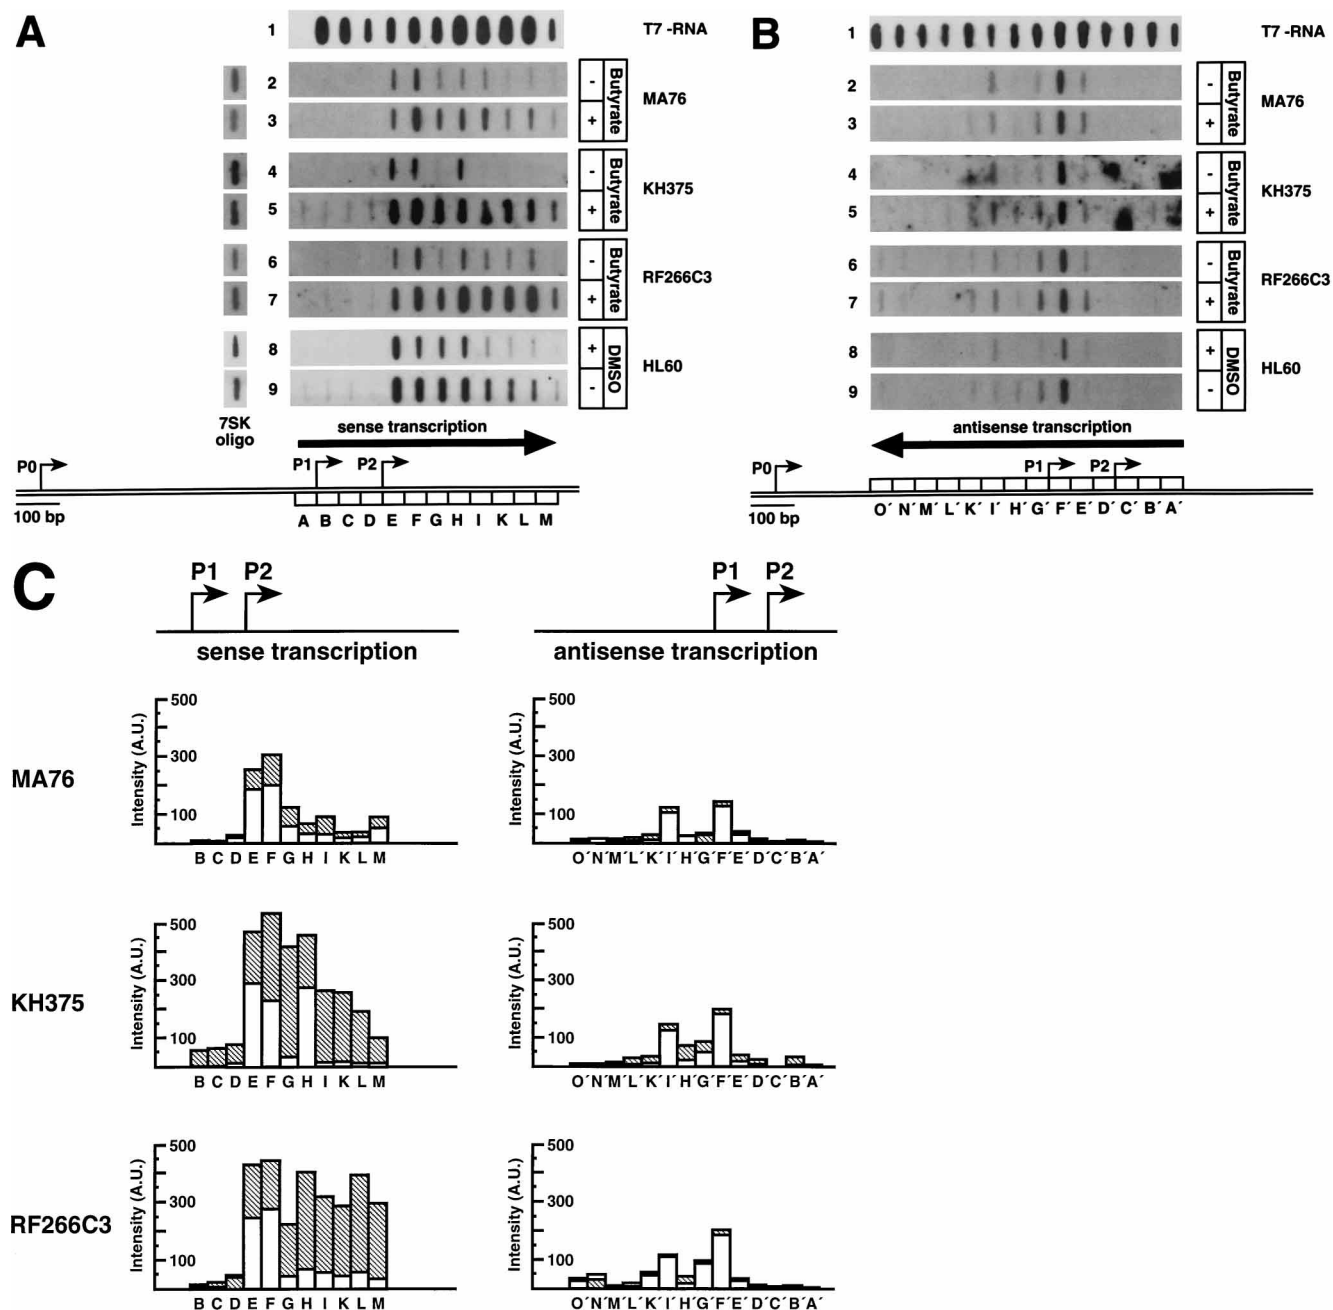 A
1 T7 -RNA
2 - Butyrate
MA76
3 +
4 - Butyrate
KH375
5 +
6 - Butyrate
RF266C3
7 +
8 + DMSO
HL60
9 -
7SK
oligo
sense transcription
P0 P1 P2
100 bp
A B C D E F G H I K L M
B
1 T7 -RNA
2 - Butyrate
MA76
3 +
4 - Butyrate
KH375
5 +
6 - Butyrate
RF266C3
7 +
8 + DMSO
HL60
9 -
antisense transcription
P0 P1 P2
100 bp
O´ N´ M´ L´ K´ I´ H´ G´ F´ E´ D´ C´ B´ A´
C
P1 P2
sense transcription
P1 P2
antisense transcription
MA76
Intensity (A.U.)
500
300
100
B C D E F G H I K L M
Intensity (A.U.)
500
300
100
O´N´M´L´K´I´H´G´F´E´D´C´B´A´
KH375
Intensity (A.U.)
500
300
100
B C D E F G H I K L M
Intensity (A.U.)
500
300
100
O´N´M´L´K´I´H´G´F´E´D´C´B´A´
RF266C3
Intensity (A.U.)
500
300
100
B C D E F G H I K L M
Intensity (A.U.)
500
300
100
O´N´M´L´K´I´H´G´F´E´D´C´B´A´